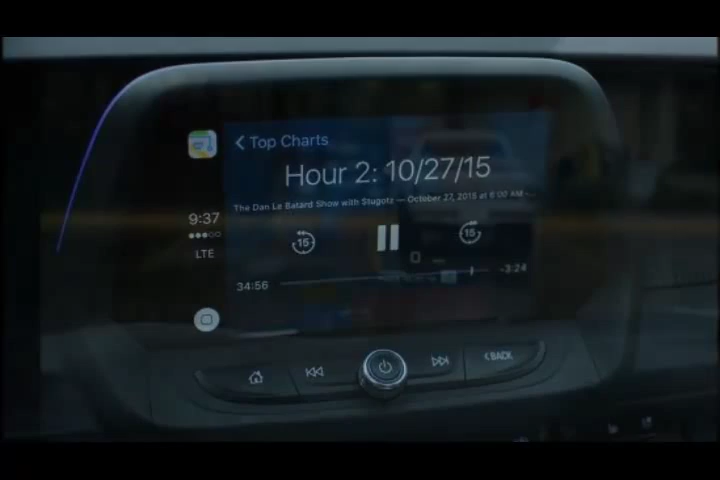 < Top Charts
Hour 2: 10/27/15
The Dan Le Batard Show with Stugotz — October 27, 2015 at 6:00 AM -
9:37
15
15
LTE
34:56
-3:24
< BACK